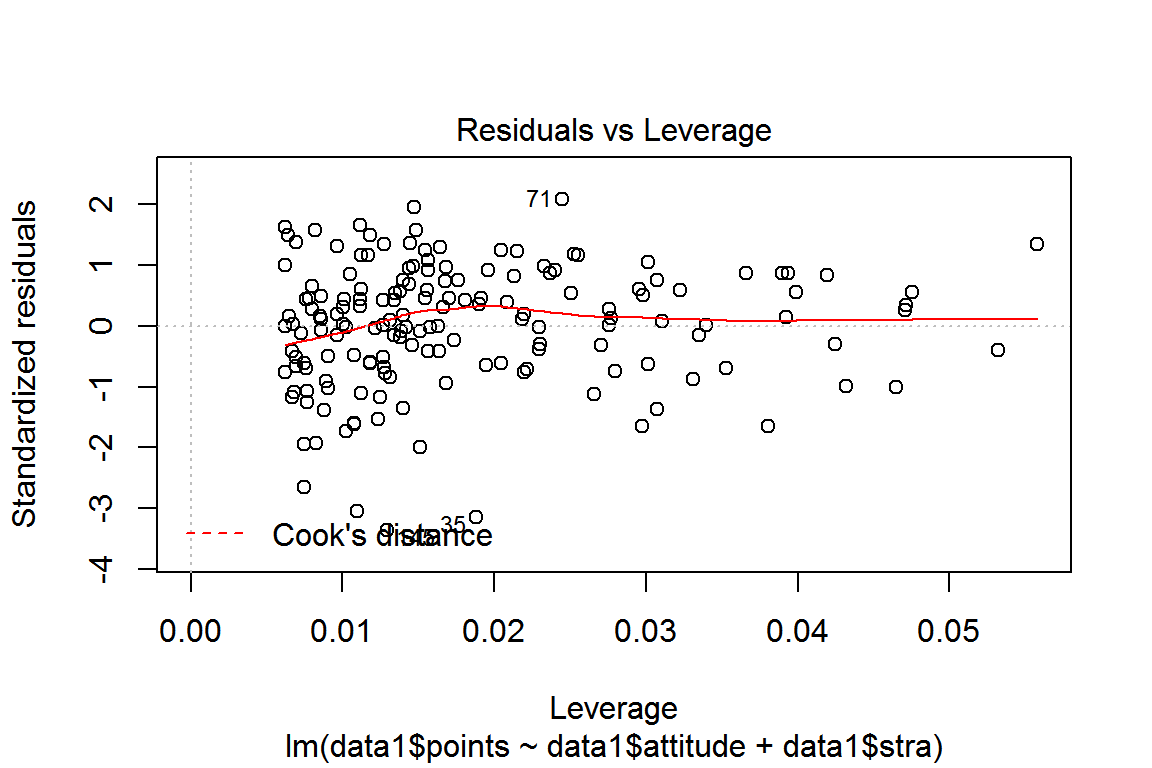 Residuals vs Leverage
Standardized residuals
2
1
0
-1
-2
-3
-4
71
35
145
Cook's distance
0.00 0.01 0.02 0.03 0.04 0.05
Leverage
lm(data1$points ~ data1$attitude + data1$stra)